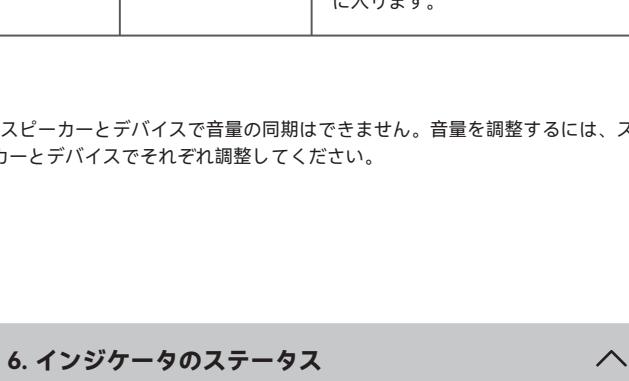 に入ります。
スピーカーとデバイスで音量の同期はできません。音量を調整するには、ス
カーとデバイスでそれぞれ調整してください。
6. インジケータのステータス